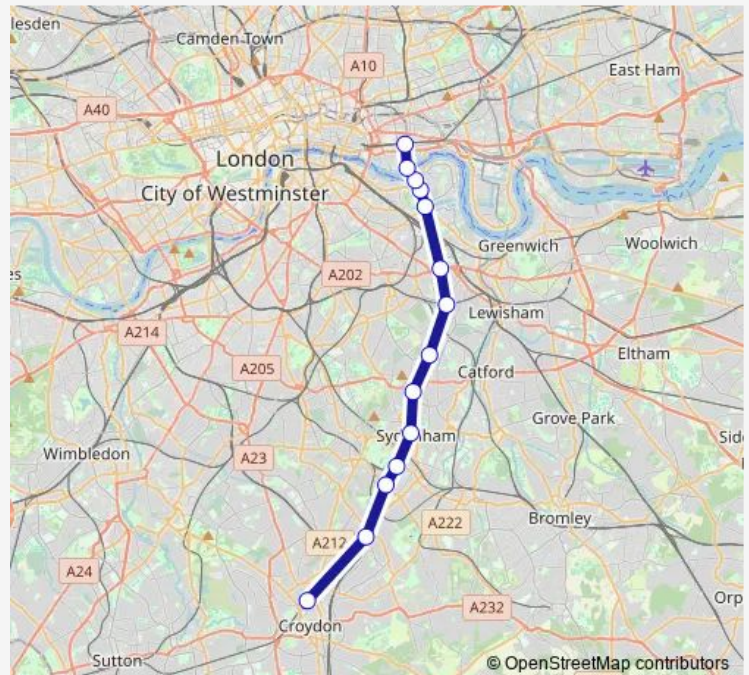 lesden
Camden Town
A10
East Ham
A40
London
City of Westminster
Greenwich
Woolwich
es
A202
A214
Lewisham
Eltham
A205
Catford
Grove Park
Sydenham
Sid
Wimbledon
A23
A222
Bromley
A212
A24
Orp
A232
Croydon
Sutton
© OpenStreetMap contributors